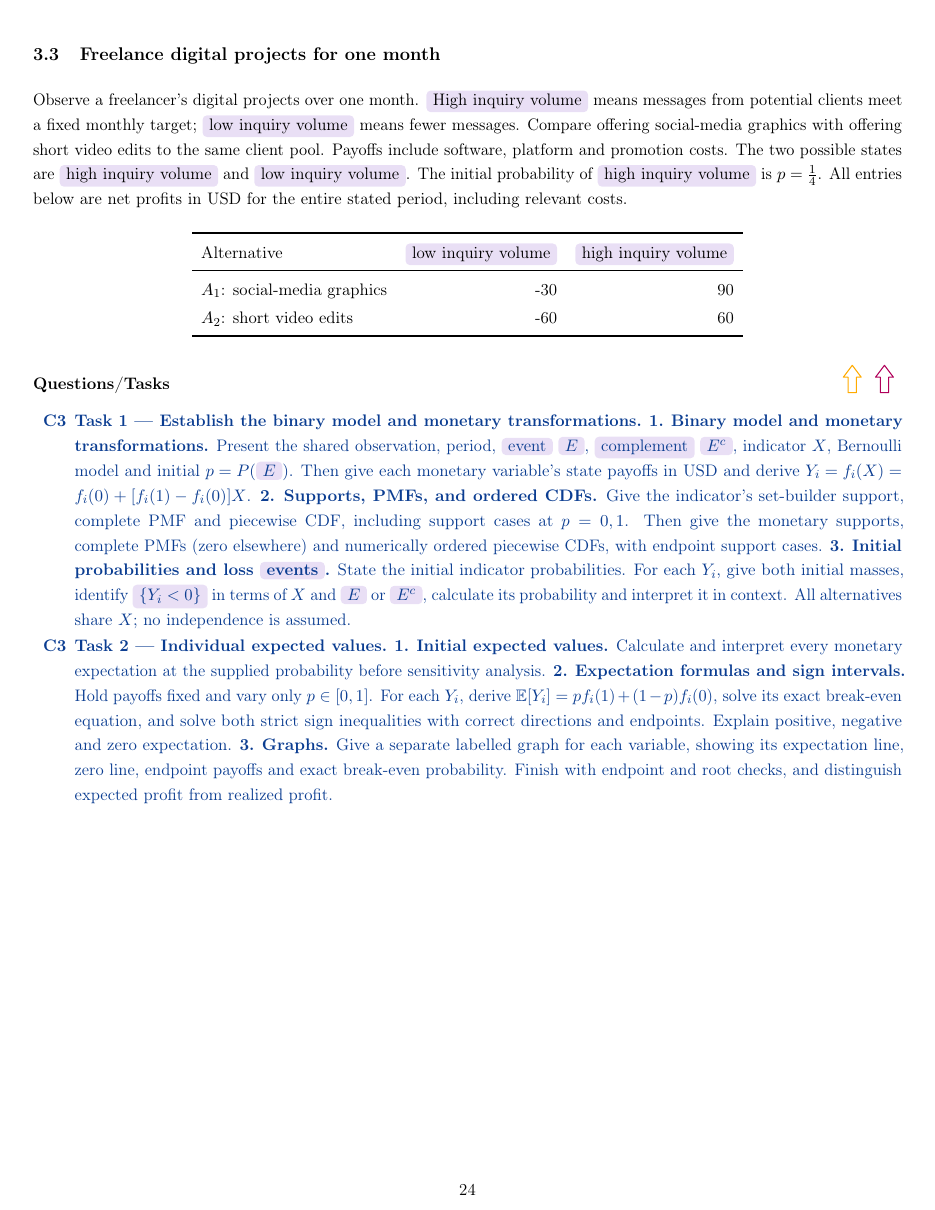 3.3 Freelance digital projects for one month
Observe a freelancer's digital projects over one month. High inquiry volume means messages from potential clients meet
a fixed monthly target; low inquiry volume means fewer messages. Compare offering social-media graphics with offering
short video edits to the same client pool. Payoffs include software, platform and promotion costs. The two possible states
are high inquiry volume and low inquiry volume. The initial probability of high inquiry volume is p = 1/4. All entries
below are net profits in USD for the entire stated period, including relevant costs.
Alternative low inquiry volume high inquiry volume
A₁: social-media graphics -30 90
A₂: short video edits -60 60
Questions/Tasks
C3 Task 1 — Establish the binary model and monetary transformations. 1. Binary model and monetary
transformations. Present the shared observation, period, event E, complement Eᶜ, indicator X, Bernoulli
model and initial p = P(E). Then give each monetary variable's state payoffs in USD and derive Yᵢ = fᵢ(X) =
fᵢ(0) + [fᵢ(1) − fᵢ(0)]X. 2. Supports, PMFs, and ordered CDFs. Give the indicator's set-builder support,
complete PMF and piecewise CDF, including support cases at p = 0, 1. Then give the monetary supports,
complete PMFs (zero elsewhere) and numerically ordered piecewise CDFs, with endpoint support cases. 3. Initial
probabilities and loss events. State the initial indicator probabilities. For each Yᵢ, give both initial masses,
identify {Yᵢ < 0} in terms of X and E or Eᶜ, calculate its probability and interpret it in context. All alternatives
share X; no independence is assumed.
C3 Task 2 — Individual expected values. 1. Initial expected values. Calculate and interpret every monetary
expectation at the supplied probability before sensitivity analysis. 2. Expectation formulas and sign intervals.
Hold payoffs fixed and vary only p ∈ [0, 1]. For each Yᵢ, derive 𝔼[Yᵢ] = pfᵢ(1)+(1−p)fᵢ(0), solve its exact break-even
equation, and solve both strict sign inequalities with correct directions and endpoints. Explain positive, negative
and zero expectation. 3. Graphs. Give a separate labelled graph for each variable, showing its expectation line,
zero line, endpoint payoffs and exact break-even probability. Finish with endpoint and root checks, and distinguish
expected profit from realized profit.
24